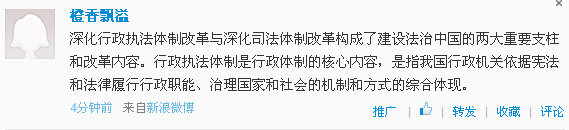 橙香飘溢
深化行政执法体制改革与深化司法体制改革构成了建设法治中国的两大重要支柱
和改革内容。行政执法体制是行政体制的核心内容，是指我国行政机关依据宪法
和法律履行行政职能、治理国家和社会的机制和方式的综合体现。
4分钟前 来自新浪微博 推广 | | 转发 | 收藏 | 评论